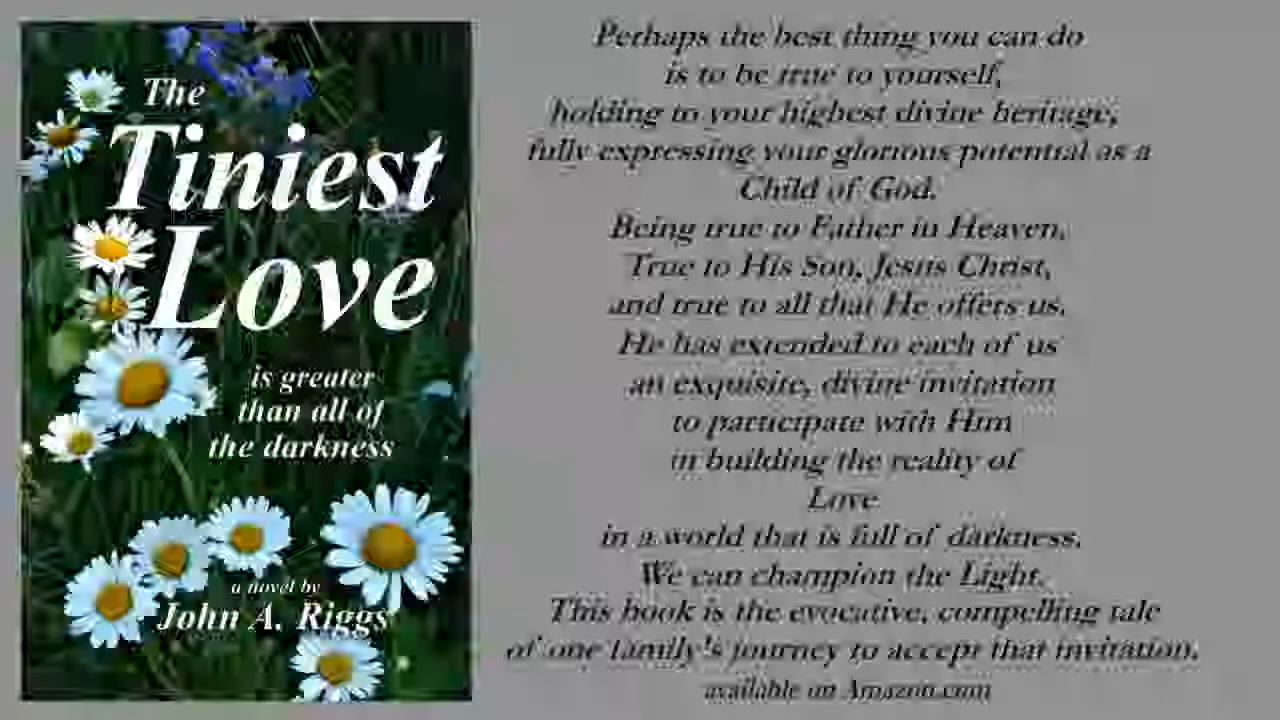 The
Tiniest
Love
is greater
than all of
the darkness
a novel by
John A. Riggs
Perhaps the best thing you can do
is to be true to yourself,
holding to your highest divine heritage,
fully expressing your glorious potential as a
Child of God.
Being true to Father in Heaven,
True to His Son, Jesus Christ,
and true to all that He offers us.
He has extended to each of us
an exquisite, divine invitation
to participate with Him
in building the reality of
Love
in a world that is full of darkness.
We can champion the Light.
This book is the evocative, compelling tale
of one family's journey to accept that invitation.
available on Amazon.com